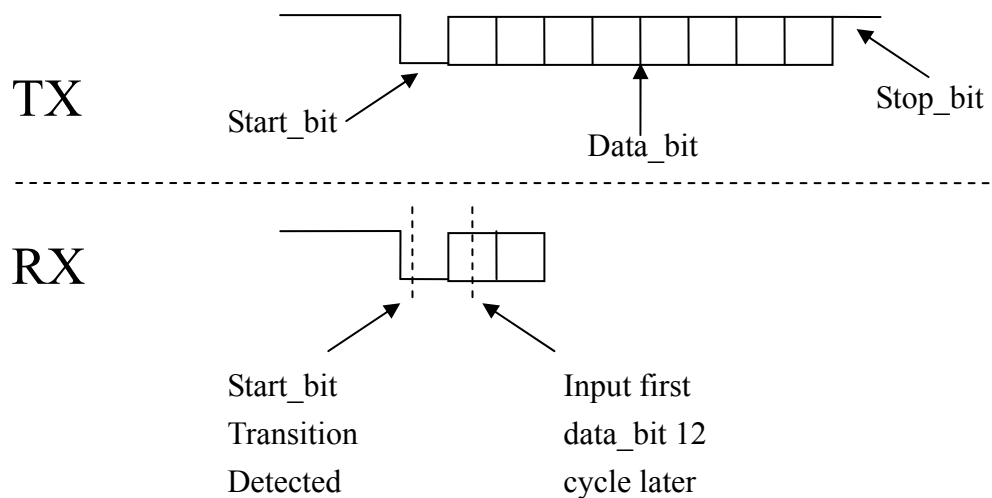 TX
Start_bit
Data_bit
Stop_bit
RX
Start_bit
Transition
Detected
Input first
data_bit 12
cycle later